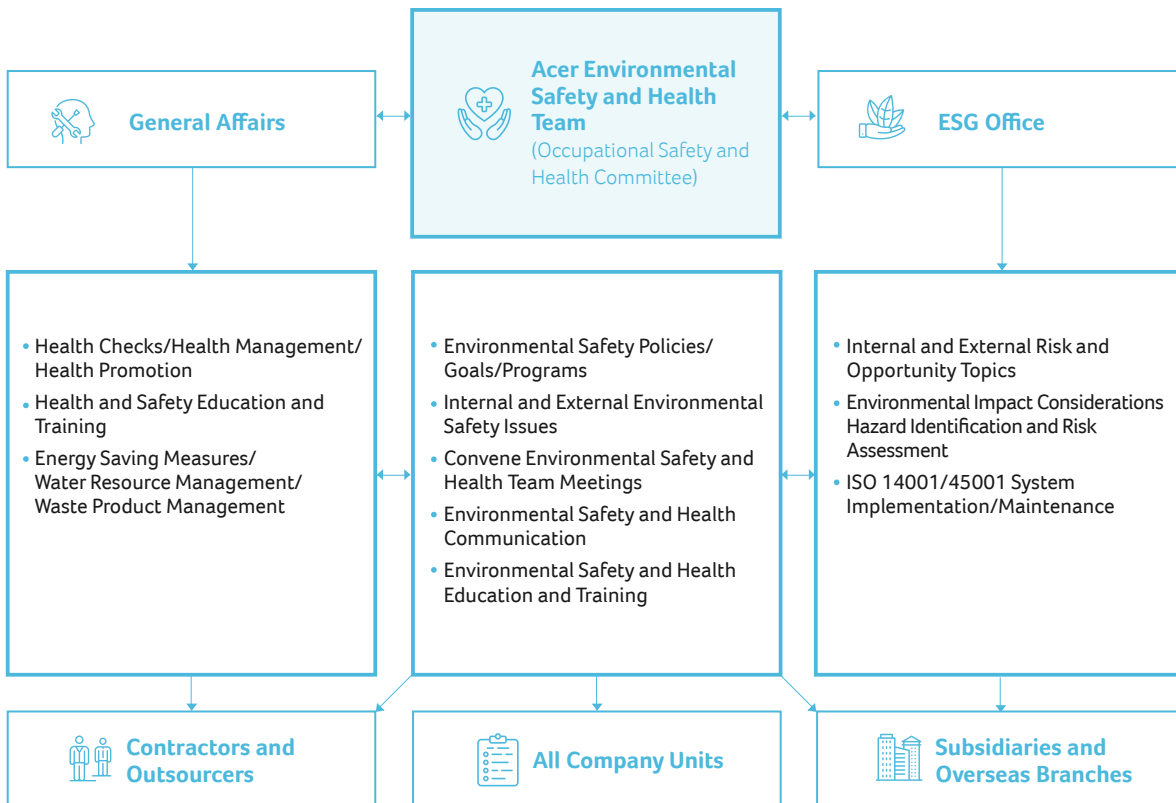 General Affairs
Acer Environmental
Safety and Health
Team
(Occupational Safety and
Health Committee)
ESG Office
• Health Checks/Health Management/
Health Promotion
• Health and Safety Education and
Training
• Energy Saving Measures/
Water Resource Management/
Waste Product Management
• Environmental Safety Policies/
Goals/Programs
• Internal and External Environmental
Safety Issues
• Convene Environmental Safety and
Health Team Meetings
• Environmental Safety and Health
Communication
• Environmental Safety and Health
Education and Training
• Internal and External Risk and
Opportunity Topics
• Environmental Impact Considerations
Hazard Identification and Risk
Assessment
• ISO 14001/45001 System
Implementation/Maintenance
Contractors and
Outsourcers
All Company Units
Subsidiaries and
Overseas Branches